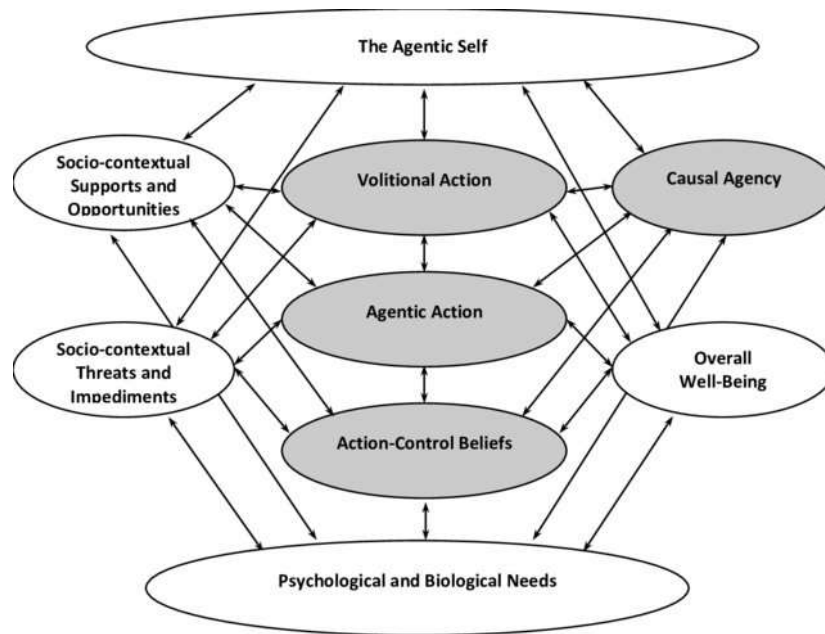 The Agentic Self
Socio-contextual
Supports and
Opportunities
Volitional Action
Causal Agency
Agentic Action
Socio-contextual
Threats and
Impediments
Overall
Well-Being
Action-Control Beliefs
Psychological and Biological Needs